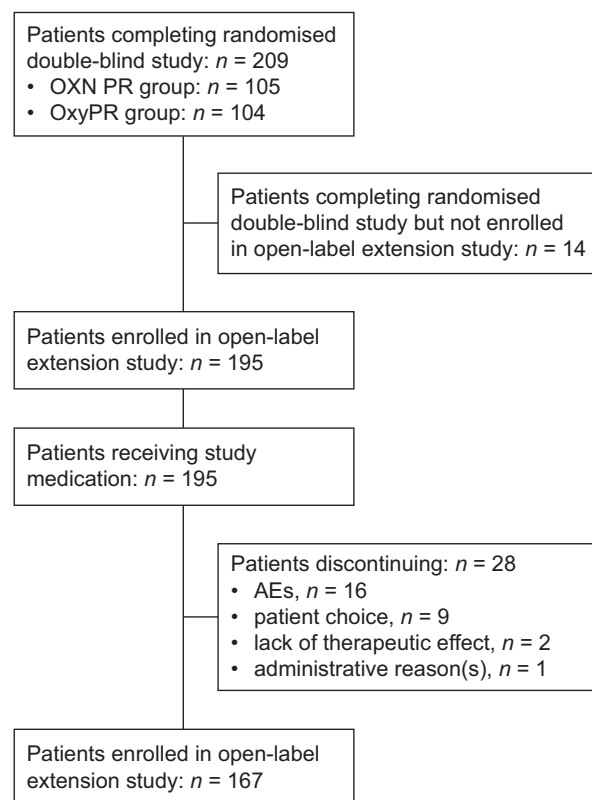 Patients completing randomised
double-blind study: n = 209
• OXN PR group: n = 105
• OxyPR group: n = 104
Patients completing randomised
double-blind study but not enrolled
in open-label extension study: n = 14
Patients enrolled in open-label
extension study: n = 195
Patients receiving study
medication: n = 195
Patients discontinuing: n = 28
• AEs, n = 16
• patient choice, n = 9
• lack of therapeutic effect, n = 2
• administrative reason(s), n = 1
Patients enrolled in open-label
extension study: n = 167